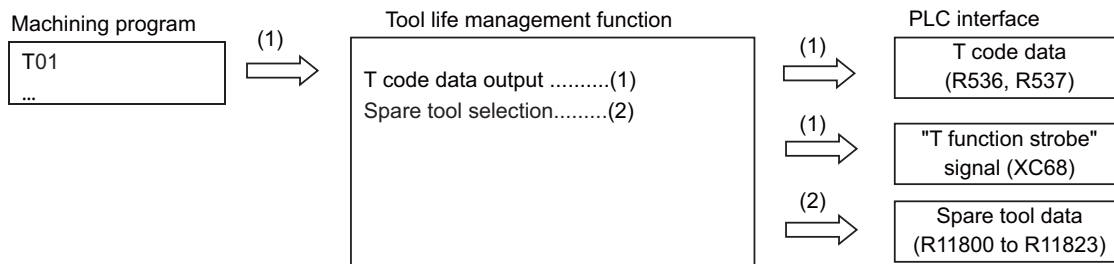 Machining program
T01
...
(1)
Tool life management function
T code data output ..........(1)
Spare tool selection.........(2)
PLC interface
(1)
T code data
(R536, R537)
(1)
"T function strobe"
signal (XC68)
(2)
Spare tool data
(R11800 to R11823)